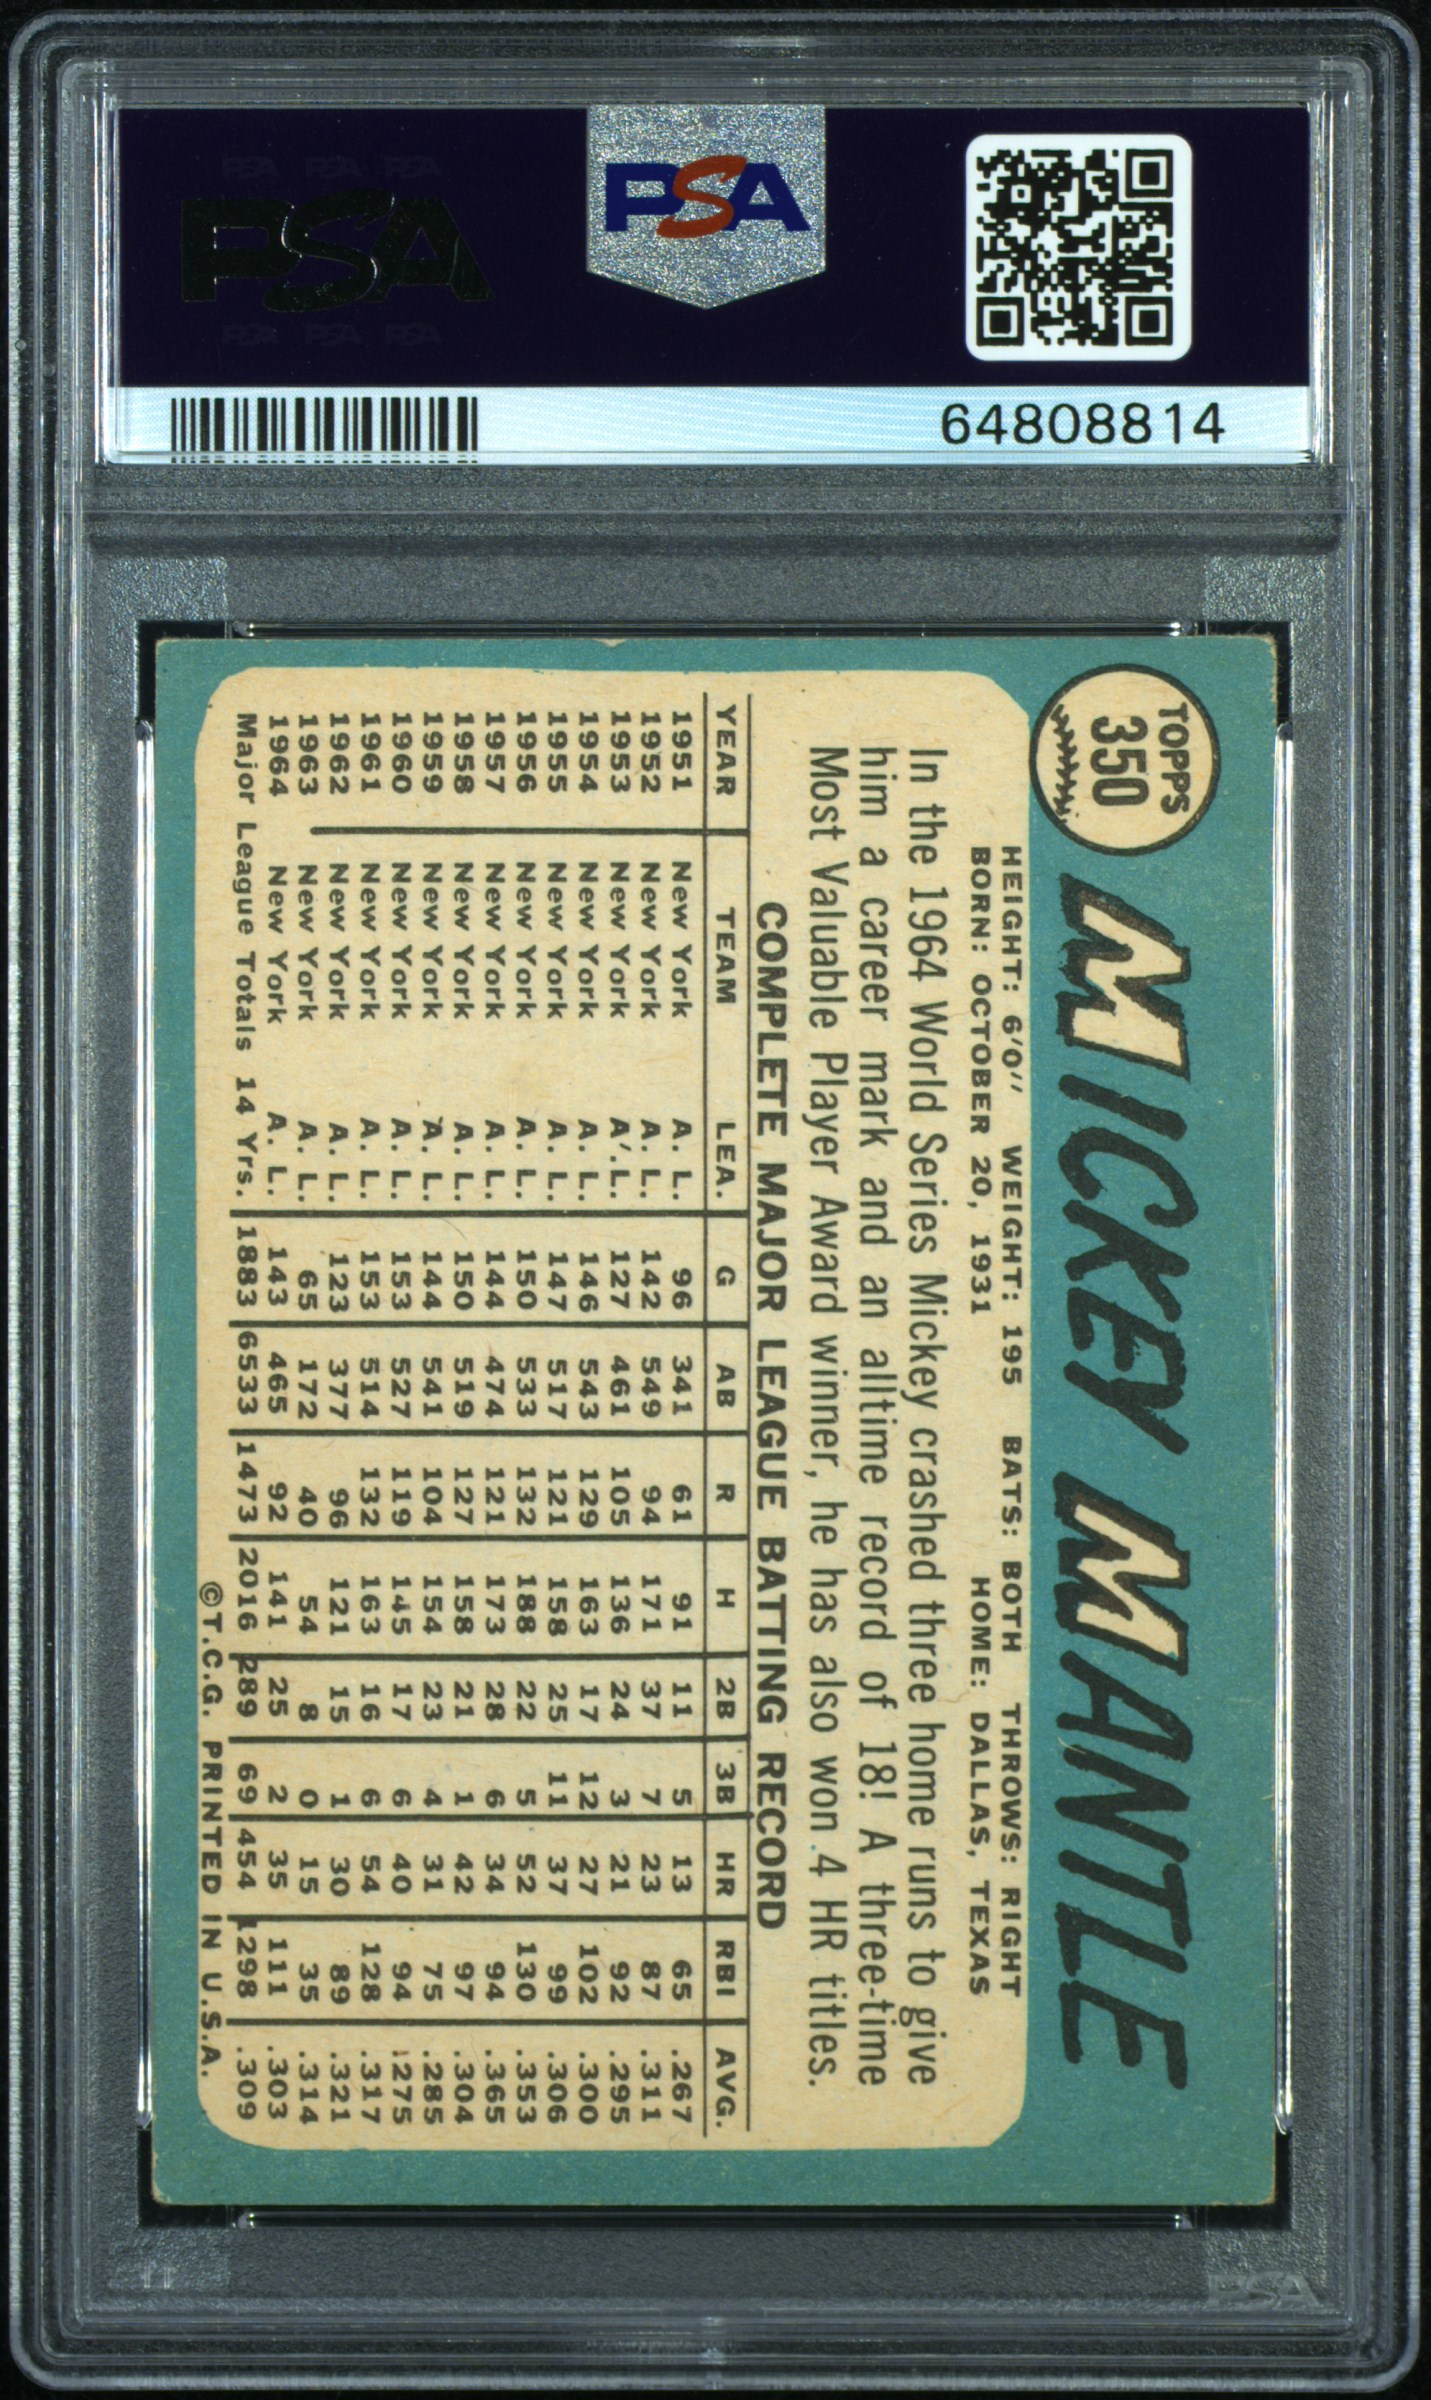 PSA PSA PSA
PSA
PSA PSA PSA
PSA
64808814
TOPPS
350
MICKEY MANTLE
HEIGHT: 6'0" WEIGHT: 195 BATS: BOTH THROWS: RIGHT
BORN: OCTOBER 20, 1931 HOME: DALLAS, TEXAS
In the 1964 World Series Mickey crashed three home runs to give
him a career mark and an alltime record of 18! A three-time
Most Valuable Player Award winner, he has also won 4 HR titles.
COMPLETE MAJOR LEAGUE BATTING RECORD
YEAR TEAM LEA. G AB R H 2B 3B HR RBI AVG.
1951 New York A. L. 96 341 61 91 11 5 13 65 .267
1952 New York A. L. 142 549 94 171 37 7 23 87 .311
1953 New York A. L. 127 461 105 136 24 3 21 92 .295
1954 New York A. L. 146 543 129 163 17 12 27 102 .300
1955 New York A. L. 147 517 121 158 25 11 37 99 .306
1956 New York A. L. 150 533 132 188 22 5 52 130 .353
1957 New York A. L. 144 474 121 173 28 6 34 94 .365
1958 New York A. L. 150 519 127 158 21 1 42 97 .304
1959 New York A. L. 144 541 104 154 23 4 31 75 .285
1960 New York A. L. 153 527 119 145 17 6 40 94 .275
1961 New York A. L. 153 514 132 163 16 6 54 128 .317
1962 New York A. L. 123 377 96 121 15 1 30 89 .321
1963 New York A. L. 65 172 40 54 8 0 15 35 .314
1964 New York A. L. 143 465 92 141 25 2 35 111 .303
Major League Totals 14 Yrs. 1883 6533 1473 2016 289 69 454 1298 .309
©T.C.G. PRINTED IN U.S.A.
PSA